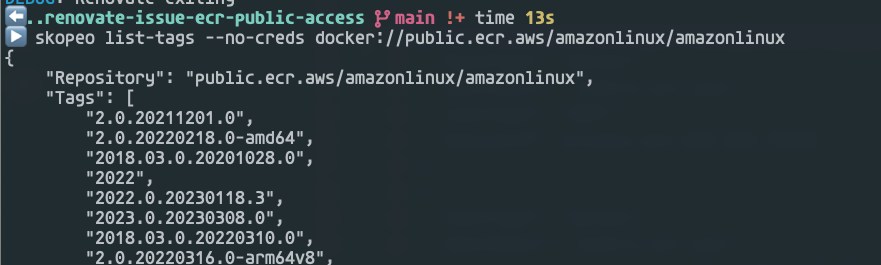 DEBUG: Renovate exiting
..renovate-issue-ecr-public-access main !+ time 13s
skopeo list-tags --no-creds docker://public.ecr.aws/amazonlinux/amazonlinux
{
"Repository": "public.ecr.aws/amazonlinux/amazonlinux",
"Tags": [
"2.0.20211201.0",
"2.0.20220218.0-amd64",
"2018.03.0.20201028.0",
"2022",
"2022.0.20230118.3",
"2023.0.20230308.0",
"2018.03.0.20220310.0",
"2.0.20220316.0-arm64v8",